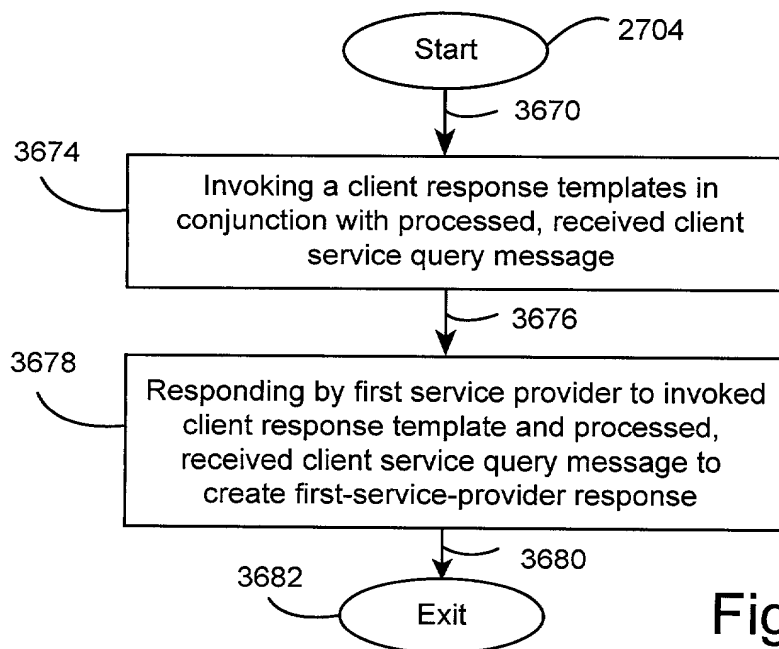 Start
2704
3670
3674
Invoking a client response templates in
conjunction with processed, received client
service query message
3676
3678
Responding by first service provider to invoked
client response template and processed,
received client service query message to
create first-service-provider response
3680
3682
Exit
Fig